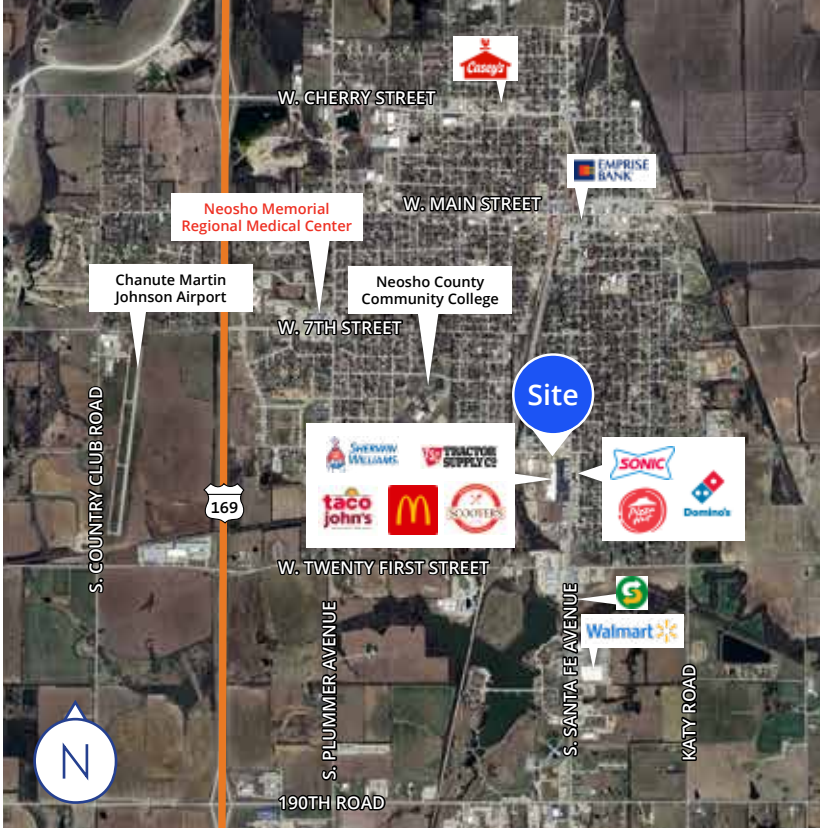 Casey's
W. CHERRY STREET
EMPRISE
BANK
W. MAIN STREET
Neosho Memorial
Regional Medical Center
Chanute Martin
Johnson Airport
Neosho County
Community College
W. 7TH STREET
Site
S. COUNTRY CLUB ROAD
SHERWIN
WILLIAMS
TSC TRACTOR
SUPPLY CO
taco
john's
SCOOTER'S
SONIC
Pizza
Hut
Domino's
169
W. TWENTY FIRST STREET
S. PLUMMER AVENUE
S. SANTA FE AVENUE
Walmart
KATY ROAD
N
190TH ROAD